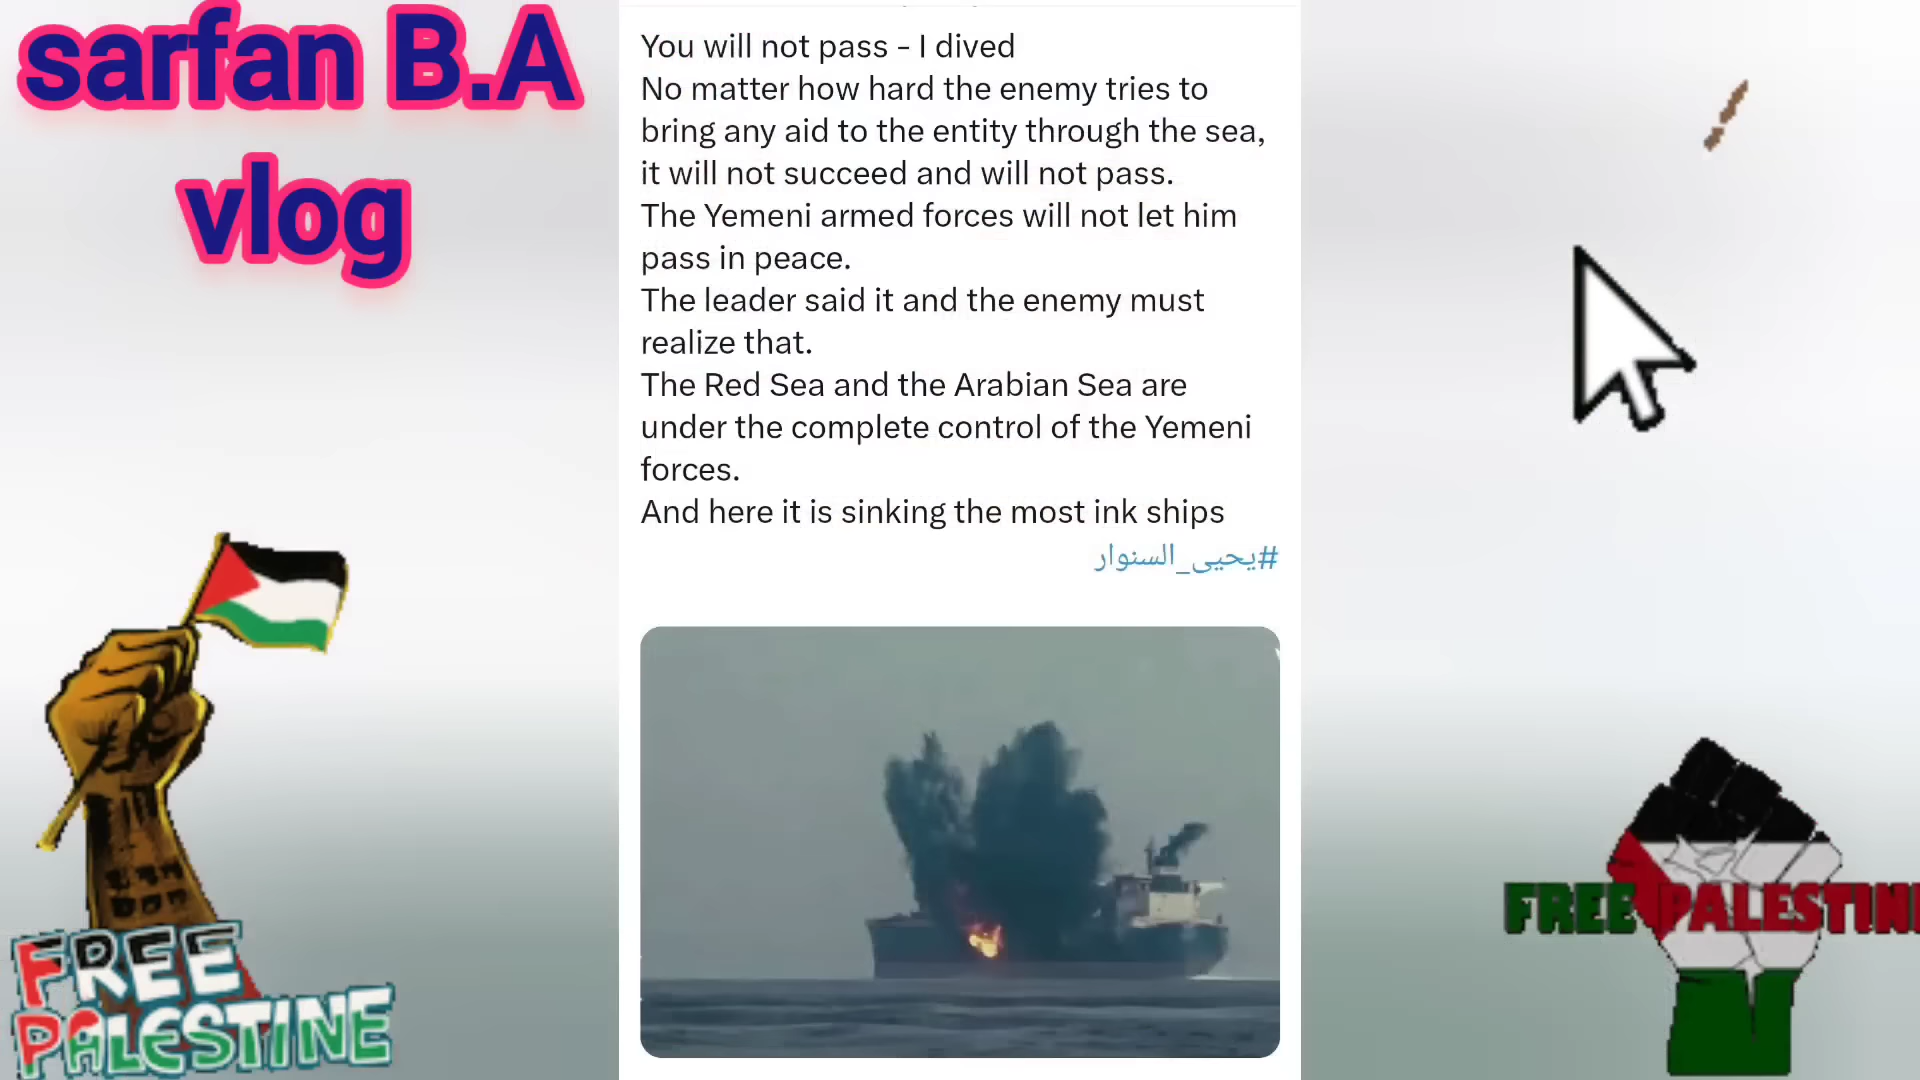 sarfan B.A
vlog
You will not pass - I dived
No matter how hard the enemy tries to
bring any aid to the entity through the sea,
it will not succeed and will not pass.
The Yemeni armed forces will not let him
pass in peace.
The leader said it and the enemy must
realize that.
The Red Sea and the Arabian Sea are
under the complete control of the Yemeni
forces.
And here it is sinking the most ink ships
#يحيى_السنوار
FREE
PALESTINE
FREE PALESTIN